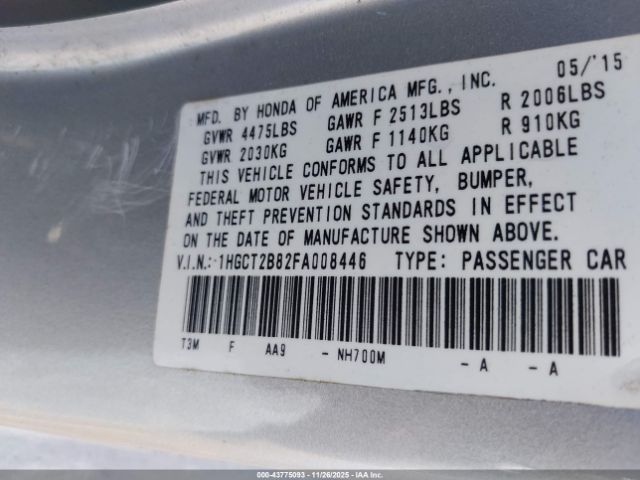 MFD. BY HONDA OF AMERICA MFG., INC. 05/'15
GVWR 4475LBS GAWR F 2513LBS R 2006LBS
GVWR 2030KG GAWR F 1140KG R 910KG
THIS VEHICLE CONFORMS TO ALL APPLICABLE
FEDERAL MOTOR VEHICLE SAFETY, BUMPER,
AND THEFT PREVENTION STANDARDS IN EFFECT
ON THE DATE OF MANUFACTURE SHOWN ABOVE.
V.I.N.: 1HGCT2B82FA008446 TYPE: PASSENGER CAR
T3M F AA9 - NH700M - A - A
000-43775093 - 11/26/2025 - IAAI.com